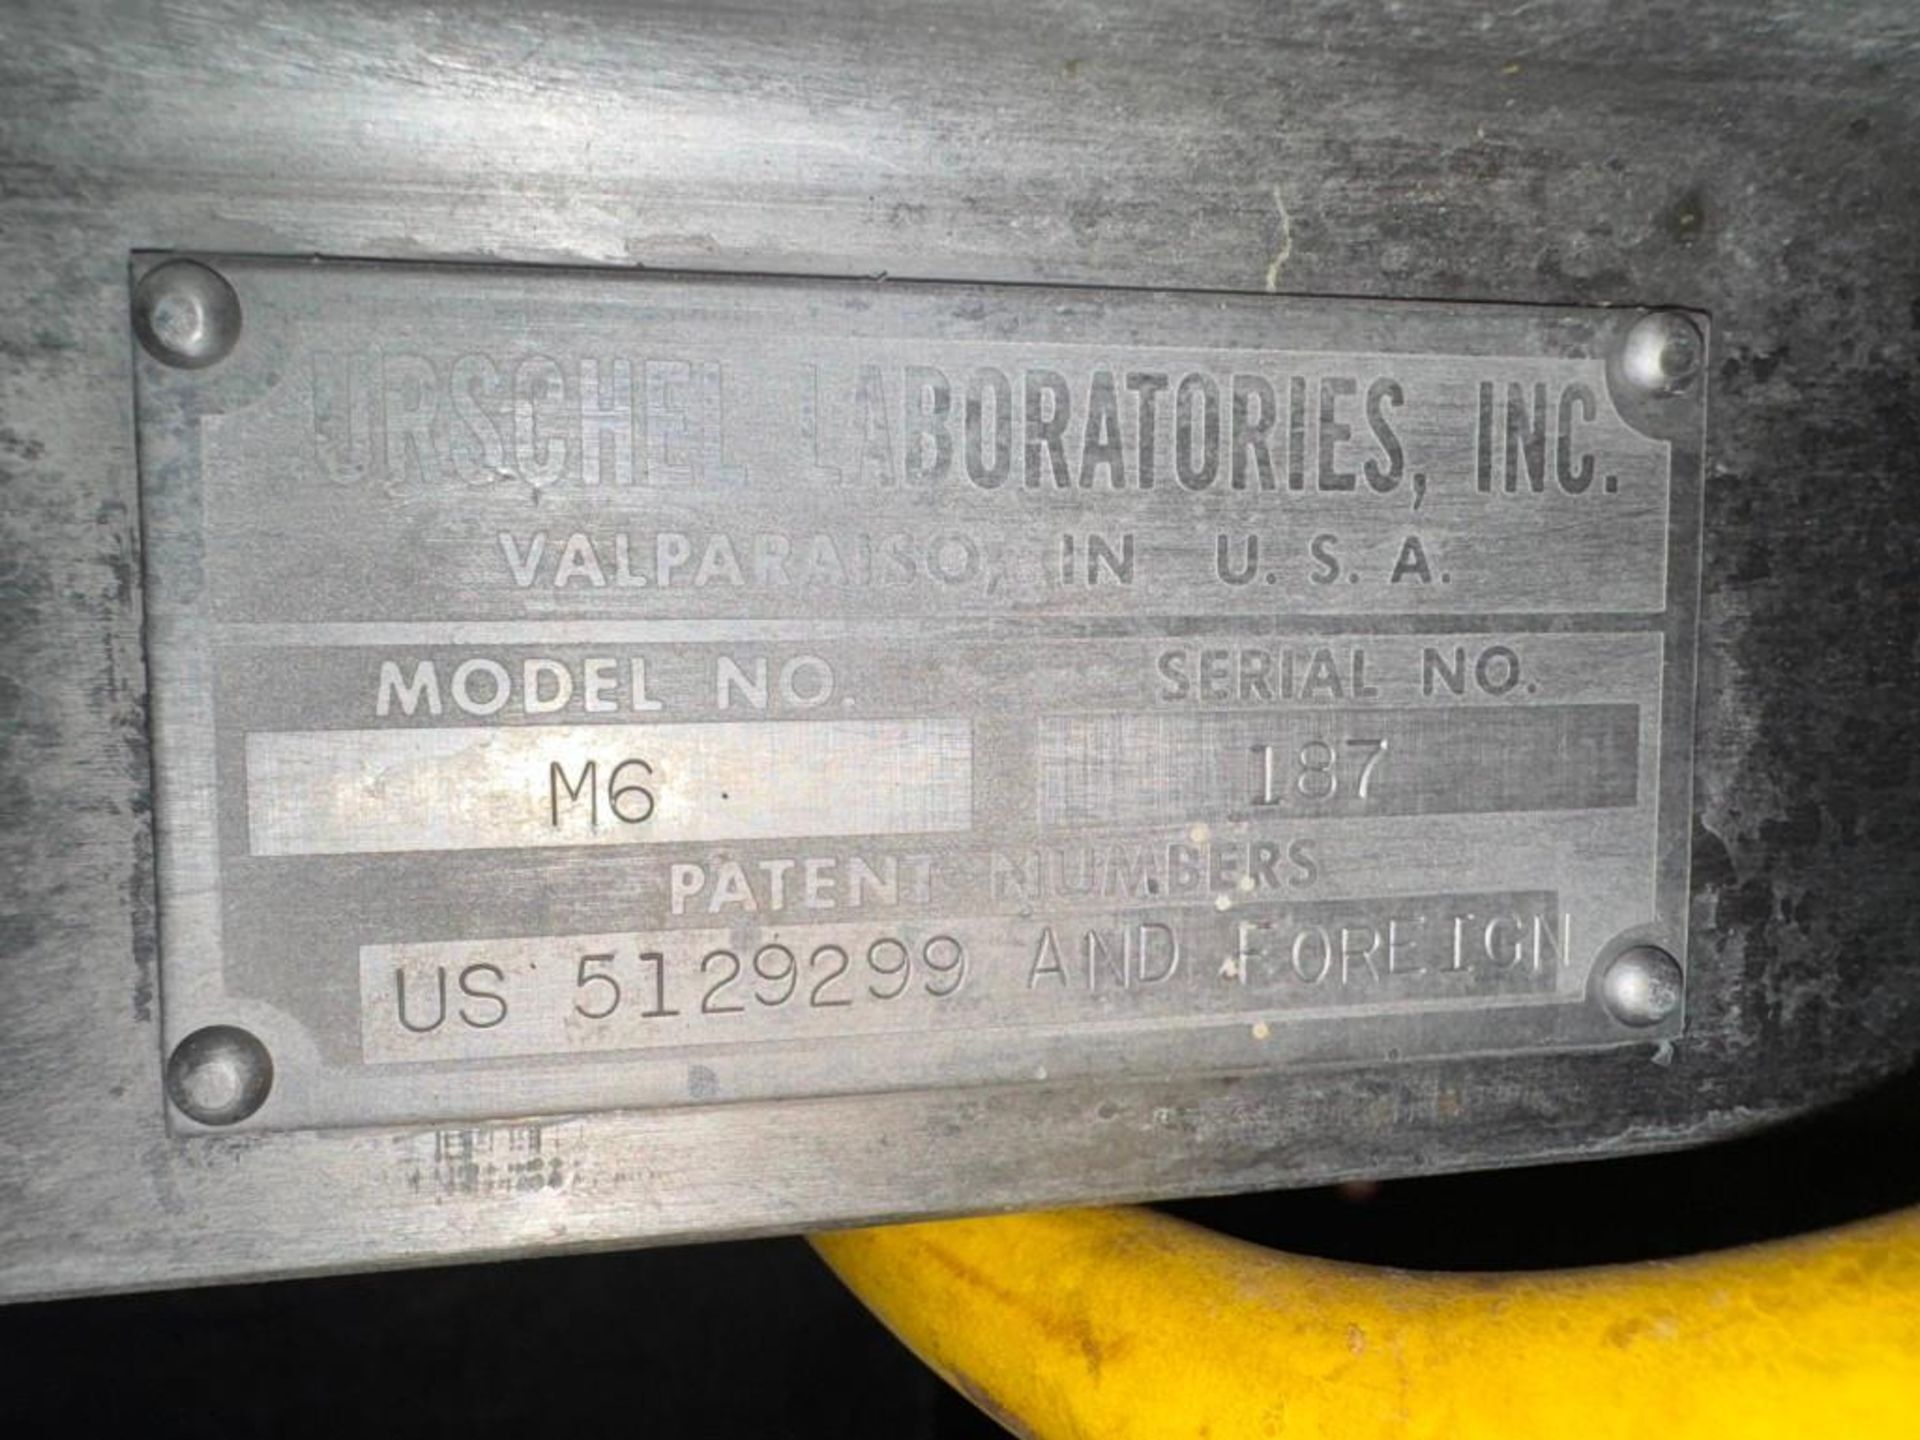 URSCHEL LABORATORIES, INC.
VALPARAISO, IN U. S. A.
MODEL NO. SERIAL NO.
M6 187
PATENT NUMBERS
US 5129299 AND FOREIGN